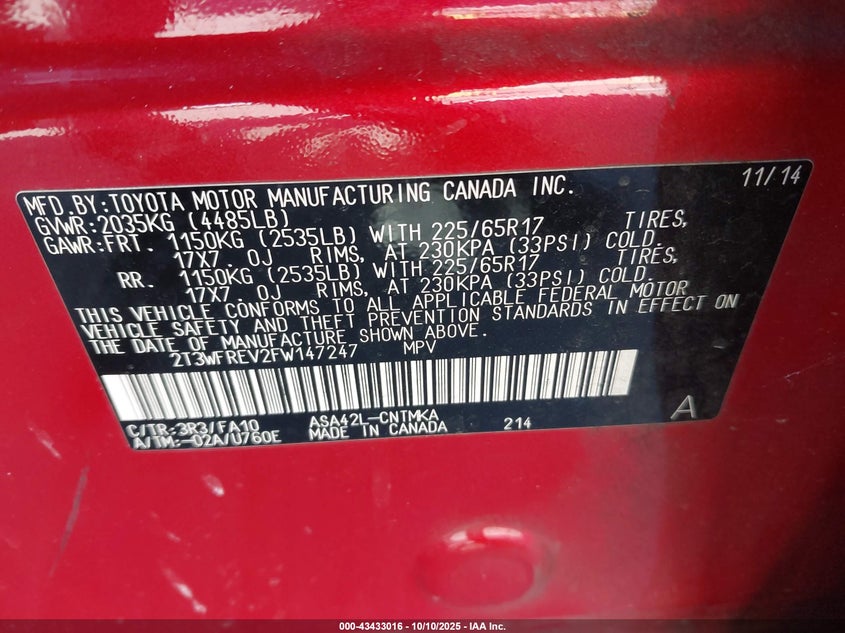 MFD.BY:TOYOTA MOTOR MANUFACTURING CANADA INC. 11/14
GVWR:2035KG (4485LB)
GAWR:FRT. 1150KG (2535LB) WITH 225/65R17 TIRES,
17X7.0J RIMS, AT 230KPA (33PSI) COLD.
RR. 1150KG (2535LB) WITH 225/65R17 TIRES,
17X7.0J RIMS, AT 230KPA (33PSI) COLD.
THIS VEHICLE CONFORMS TO ALL APPLICABLE FEDERAL MOTOR
VEHICLE SAFETY AND THEFT PREVENTION STANDARDS IN EFFECT ON
THE DATE OF MANUFACTURE SHOWN ABOVE.
2T3WFREV2FW147247 MPV
C/TR:3R3/FA10 ASA42L-CNTMKA A
A/TM:-02A/U760E MADE IN CANADA 214
000-43433016 - 10/10/2025 - IAA Inc.